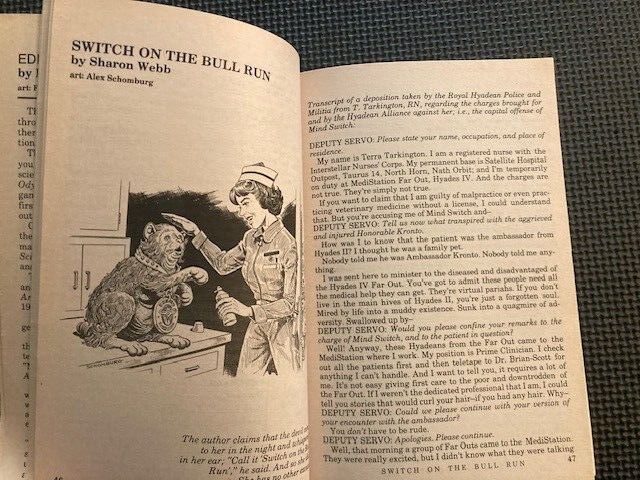 EDI
by
art:
SWITCH ON THE BULL RUN
by Sharon Webb
art: Alex Schomburg
SCHOMBURG
The author claims that the devil
to her in the night and
in her ear; "Call it 'Switch on the
Run'," he said. And so she
She has no other
46
Transcript of a deposition taken by the Royal Hyadean Police and
Militia from T. Tarkington, RN, regarding the charges brought for
and by the Hyadean Alliance against her; i.e., the capital offense of
Mind Switch:
DEPUTY SERVO: Please state your name, occupation, and place of
residence.
My name is Terra Tarkington. I am a registered nurse with the
Interstellar Nurses' Corps. My permanent base is Satellite Hospital
Outpost, Taurus 14, North Horn, Nath Orbit; and I'm temporarily
on duty at MediStation Far Out, Hyades IV. And the charges are
not true. They're simply not true.
If you want to claim that I am guilty of malpractice or even prac-
ticing veterinary medicine without a license, I could understand
that. But you're accusing me of Mind Switch and–
DEPUTY SERVO: Tell us now what transpired with the aggrieved
and injured Honorable Kronto.
How was I to know that the patient was the ambassador from
Hyades II? I thought he was a family pet.
Nobody told me he was Ambassador Kronto. Nobody told me any-
thing.
I was sent here to minister to the diseased and disadvantaged of
the Hyades IV Far Out. You've got to admit these people need all
the medical help they can get. They're virtual pariahs. If you don't
live in the main hives of Hyades II, you're just a forgotten soul.
Mired by life into a muddy existence. Sunk into a quagmire of ad-
versity. Swallowed up by–
DEPUTY SERVO: Would you please confine your remarks to the
charge of Mind Switch, and to the patient in question?
Well! Anyway, these Hyadeans from the Far Out came to the
MediStation where I work. My position is Prime Clinician. I check
out all the patients first and then teletape to Dr. Brian-Scott for
anything I can't handle. And I want to tell you, it requires a lot of
me. It's not easy giving first care to the poor and downtrodden of
the Far Out. If I weren't the dedicated professional that I am, I could
tell you stories that would curl your hair–if you had any hair. Why–
DEPUTY SERVO: Could we please continue with your version of
your encounter with the ambassador?
You don't have to be rude.
DEPUTY SERVO: Apologies. Please continue.
Well, that morning a group of Far Outs came to the MediStation.
They were really excited, but I didn't know what they were talking
SWITCH ON THE BULL RUN
47